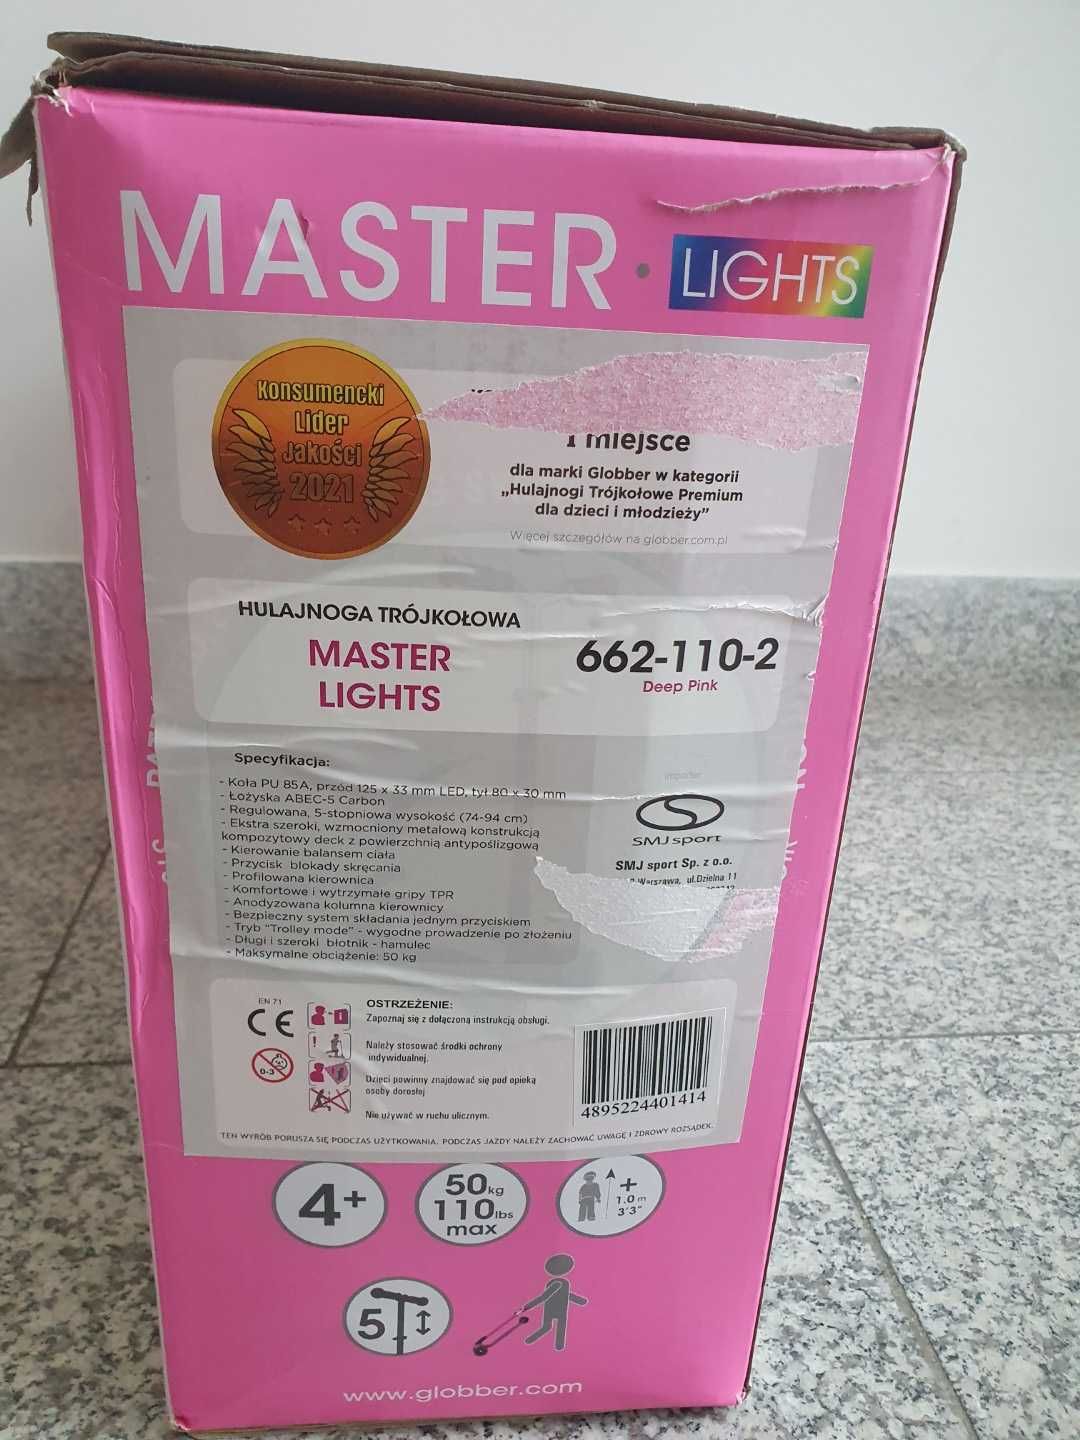 MASTER · LIGHTS
Konsumencki
Lider
Jakości
2021
1 miejsce
dla marki Globber w kategorii
„Hulajnogi Trójkołowe Premium
dla dzieci i młodzieży”
Więcej szczegółów na globber.com.pl
HULAJNOGA TRÓJKOŁOWA
MASTER
LIGHTS
662-110-2
Deep Pink
Specyfikacja:
- Koła PU 85A, przód 125 x 33 mm LED, tył 80 x 30 mm
- Łożyska ABEC-5 Carbon
- Regulowana, 5-stopniowa wysokość (74-94 cm)
- Ekstra szeroki, wzmocniony metalową konstrukcją
kompozytowy deck z powierzchnią antypoślizgową
- Kierowanie balansem ciała
- Przycisk blokady skręcania
- Profilowana kierownica
- Komfortowe i wytrzymałe gripy TPR
- Anodyzowana kolumna kierownicy
- Bezpieczny system składania jednym przyciskiem
- Tryb "Trolley mode" - wygodne prowadzenie po złożeniu
- Długi i szeroki błotnik - hamulec
- Maksymalne obciążenie: 50 kg
importer
S
SMJ sport
SMJ sport Sp. z o.o.
Warszawa, ul.Dzielna 11
EN 71
CE
0-3
OSTRZEŻENIE:
Zapoznaj się z dołączoną instrukcją obsługi.
Należy stosować środki ochrony
indywidualnej.
Dzieci powinny znajdować się pod opieką
osoby dorosłej
Nie używać w ruchu ulicznym.
4895224401414
TEN WYRÓB PORUSZA SIĘ PODCZAS UŻYTKOWANIA. PODCZAS JAZDY NALEŻY ZACHOWAĆ UWAGĘ I ZDROWY ROZSĄDEK.
4+
50kg
110lbs
max
+
1.0 m
3'3"
5
www.globber.com